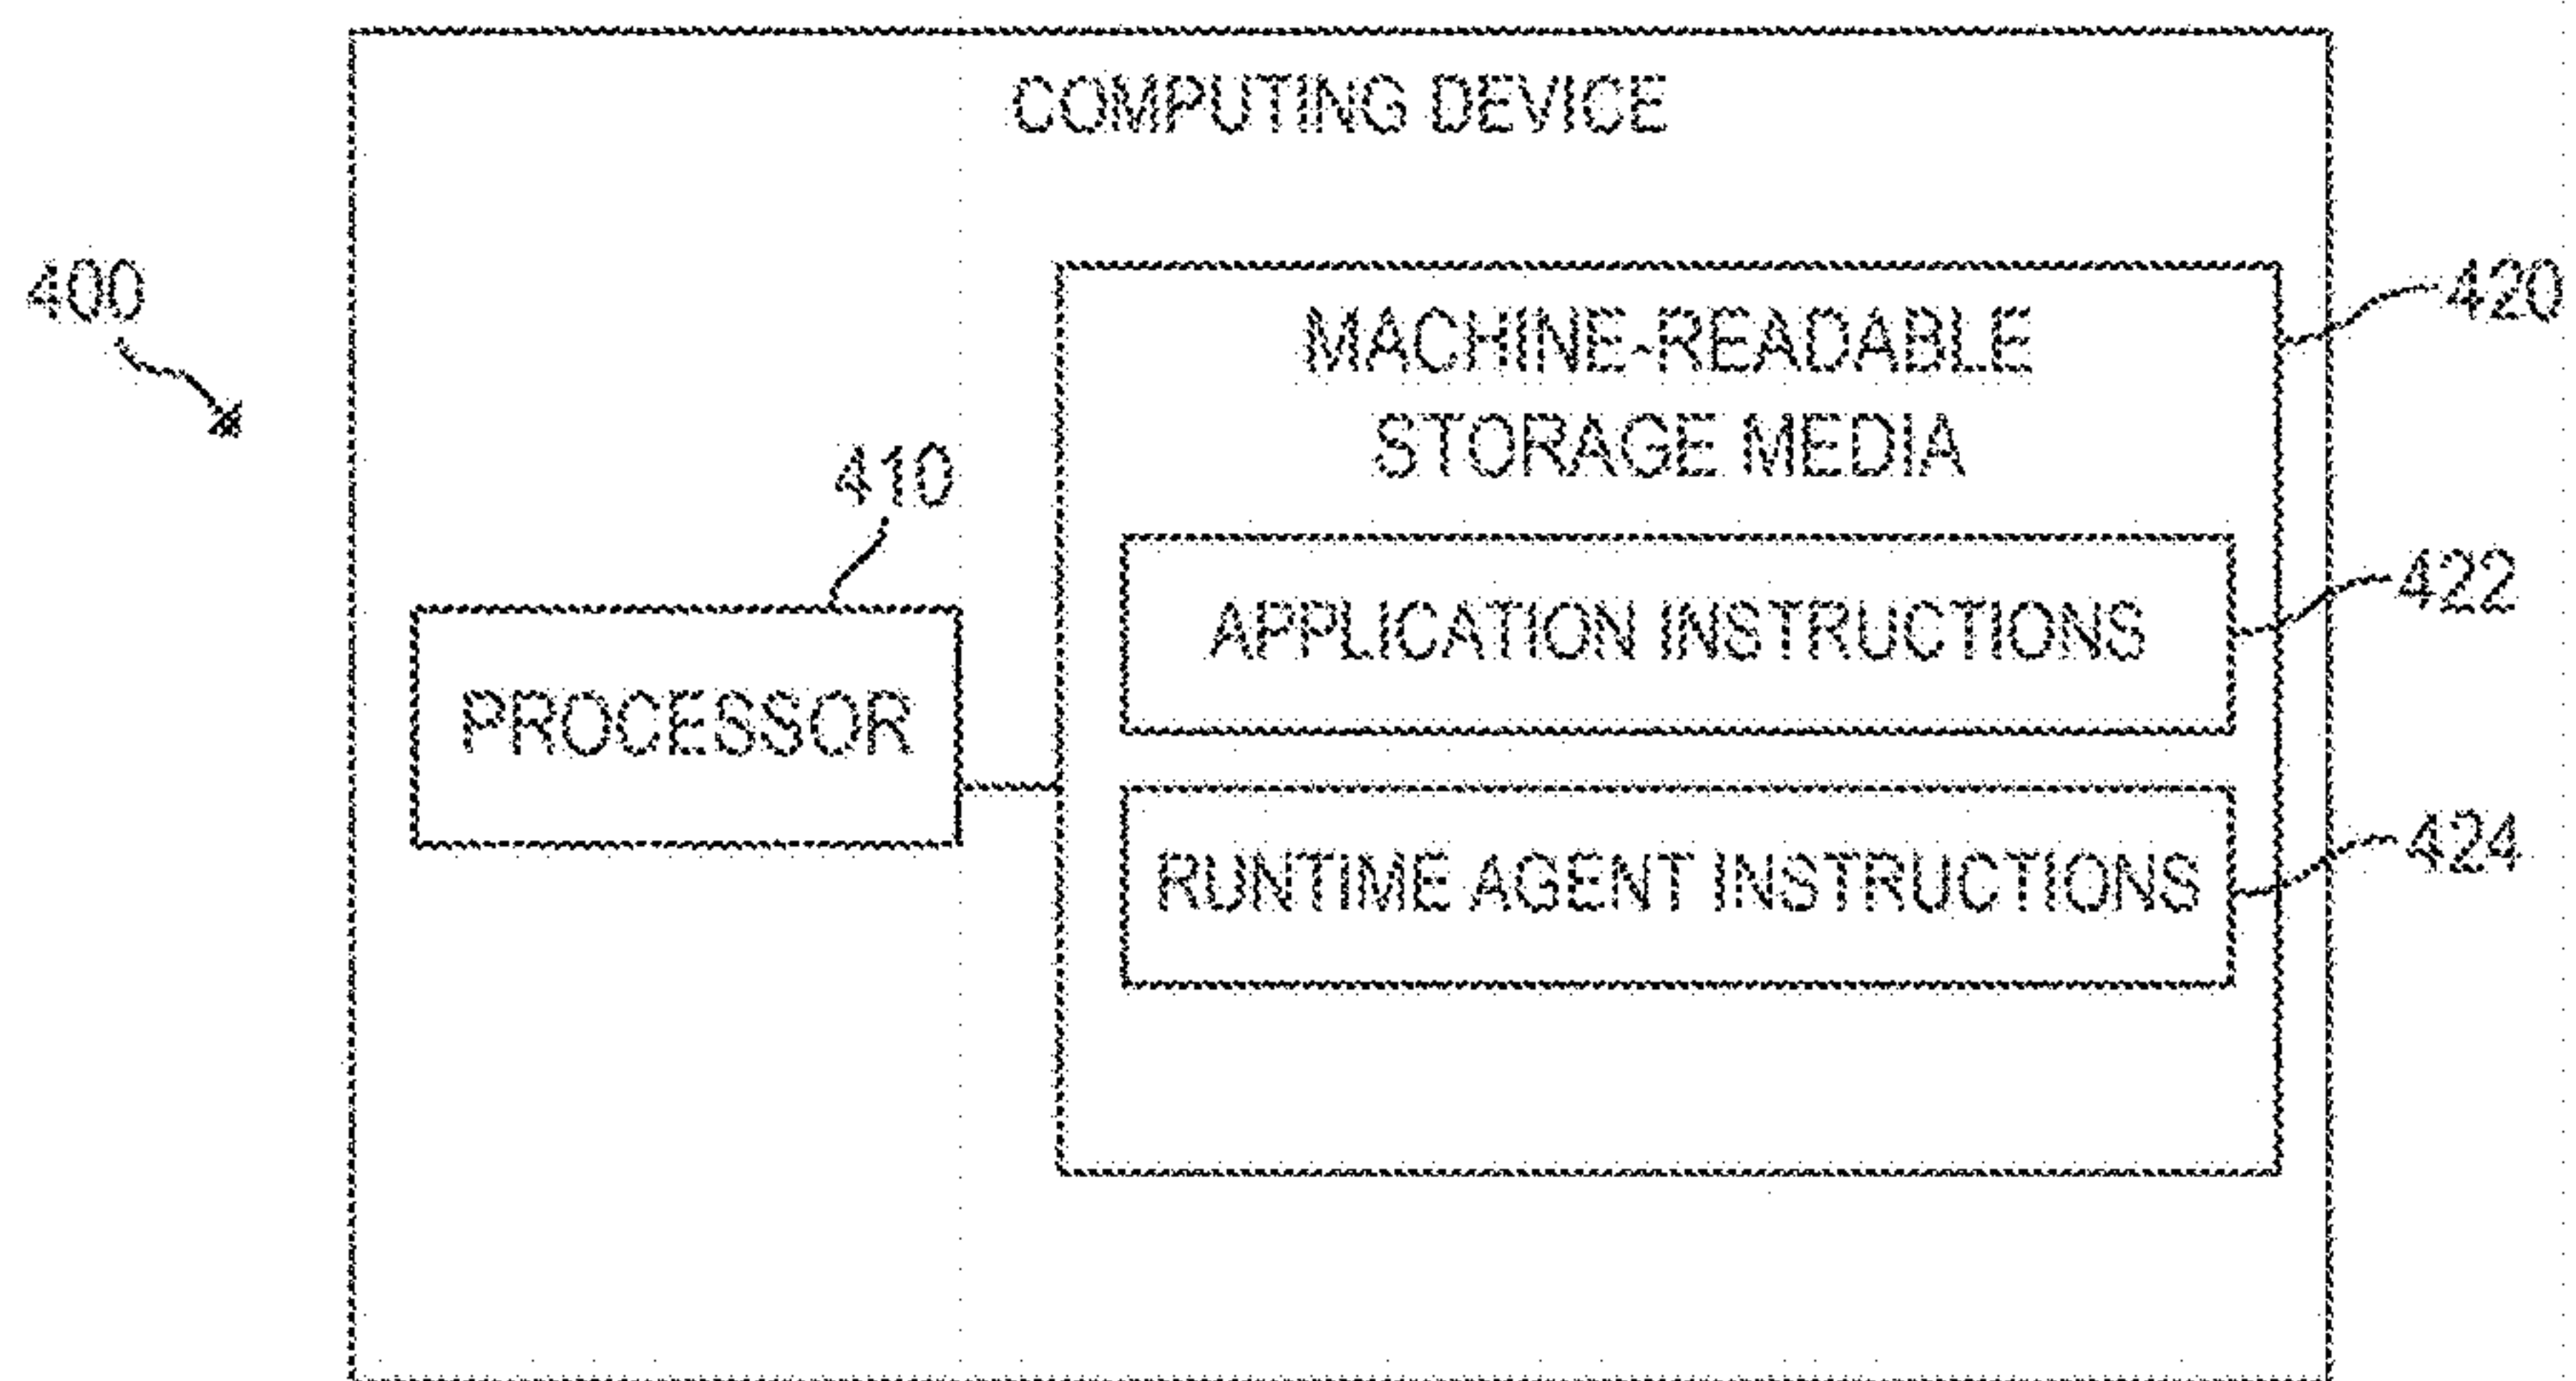 COMPUTING DEVICE
400
420
MACHINE-READABLE
STORAGE MEDIA
410
422
APPLICATION INSTRUCTIONS
PROCESSOR
424
RUNTIME AGENT INSTRUCTIONS